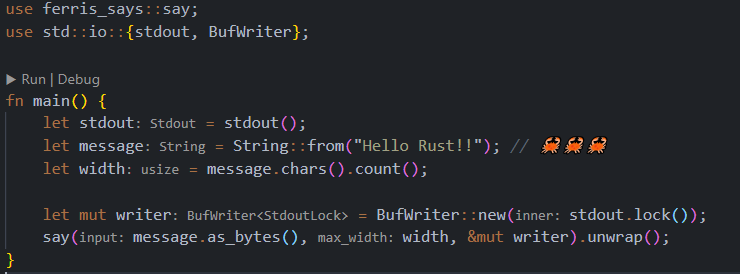 use ferris_says::say;
use std::io::{stdout, BufWriter};
▶ Run | Debug
fn main() {
    let stdout: Stdout = stdout();
    let message: String = String::from("Hello Rust!!"); // 🦀🦀🦀
    let width: usize = message.chars().count();
    let mut writer: BufWriter<StdoutLock> = BufWriter::new(inner: stdout.lock());
    say(input: message.as_bytes(), max_width: width, &mut writer).unwrap();
}